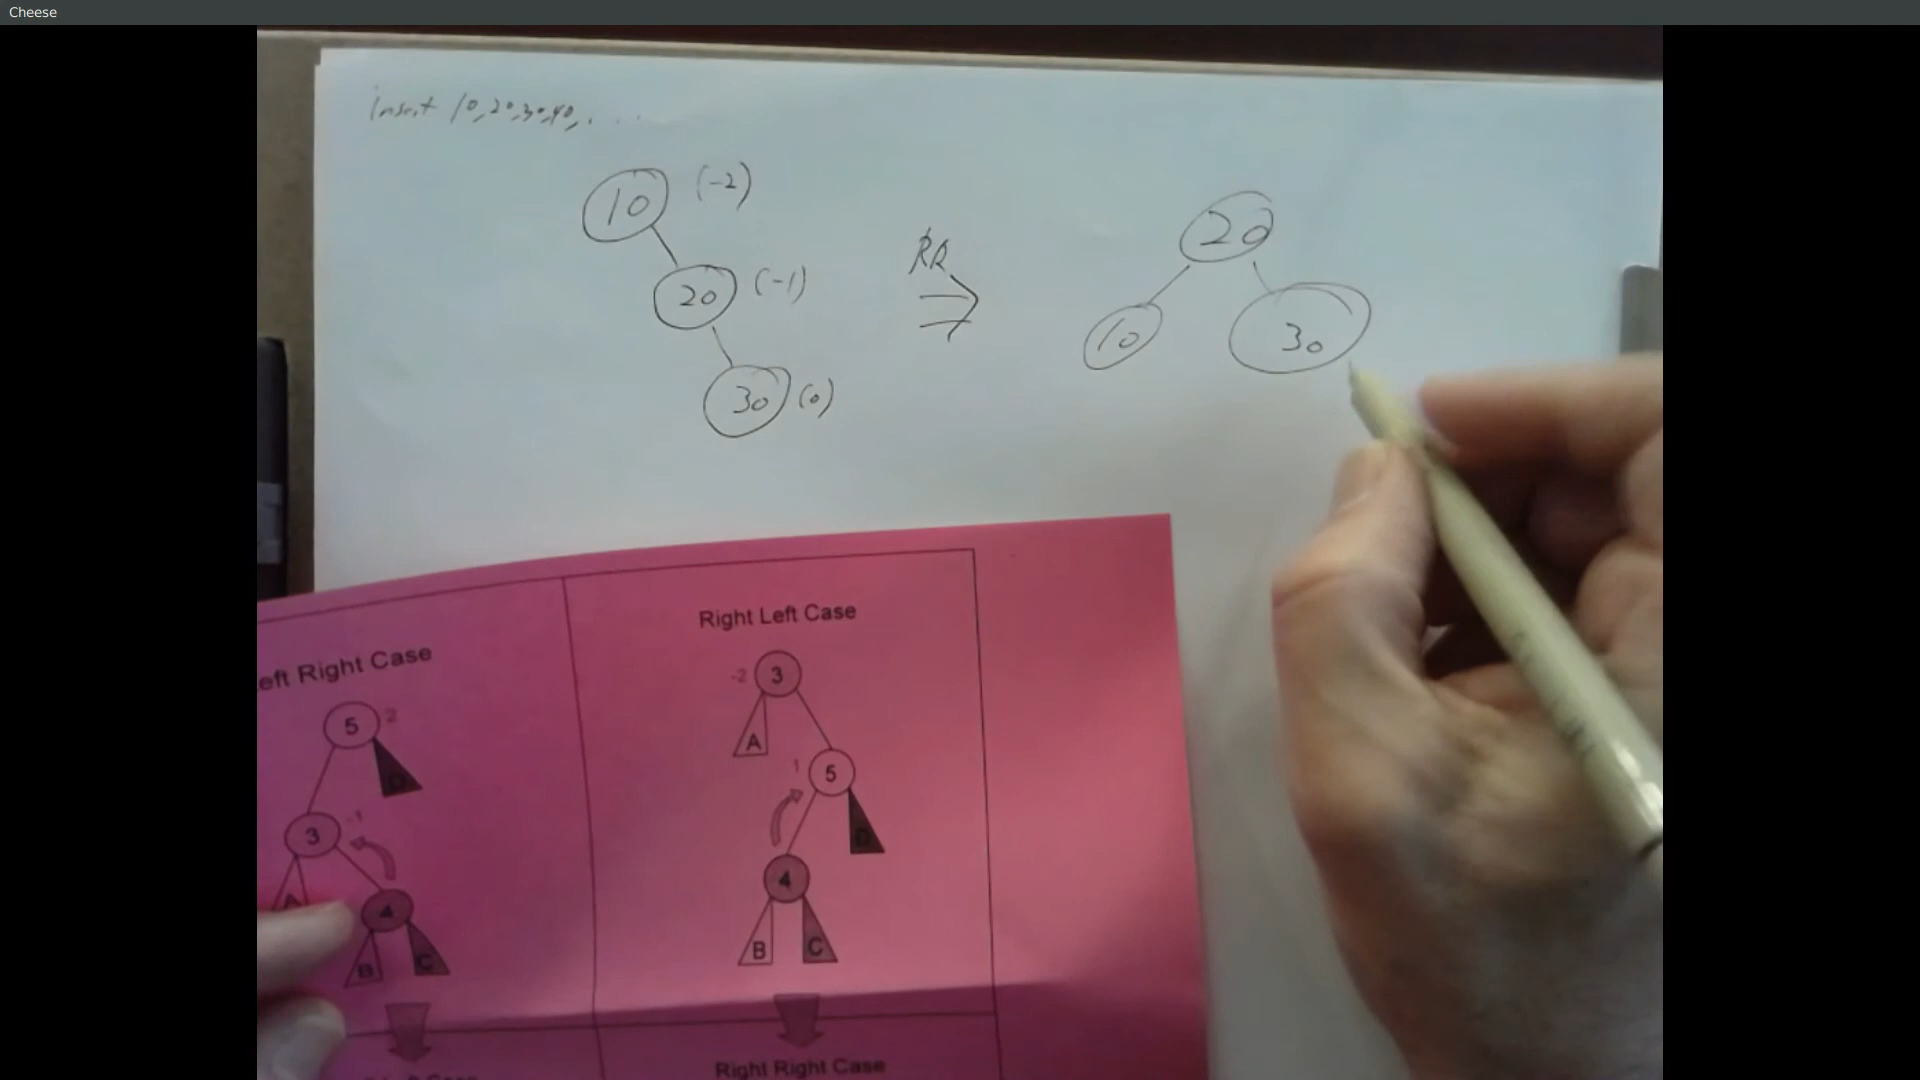 Cheese
insert 10,20,30,40, . . . .
10 (-2)
20 (-1)
30 (0)
RR
20
10 30
eft Right Case
5 2
D
3 -1
A
4
B C
Right Left Case
-2 3
A
1 5
D
4
B C
Right Right Case